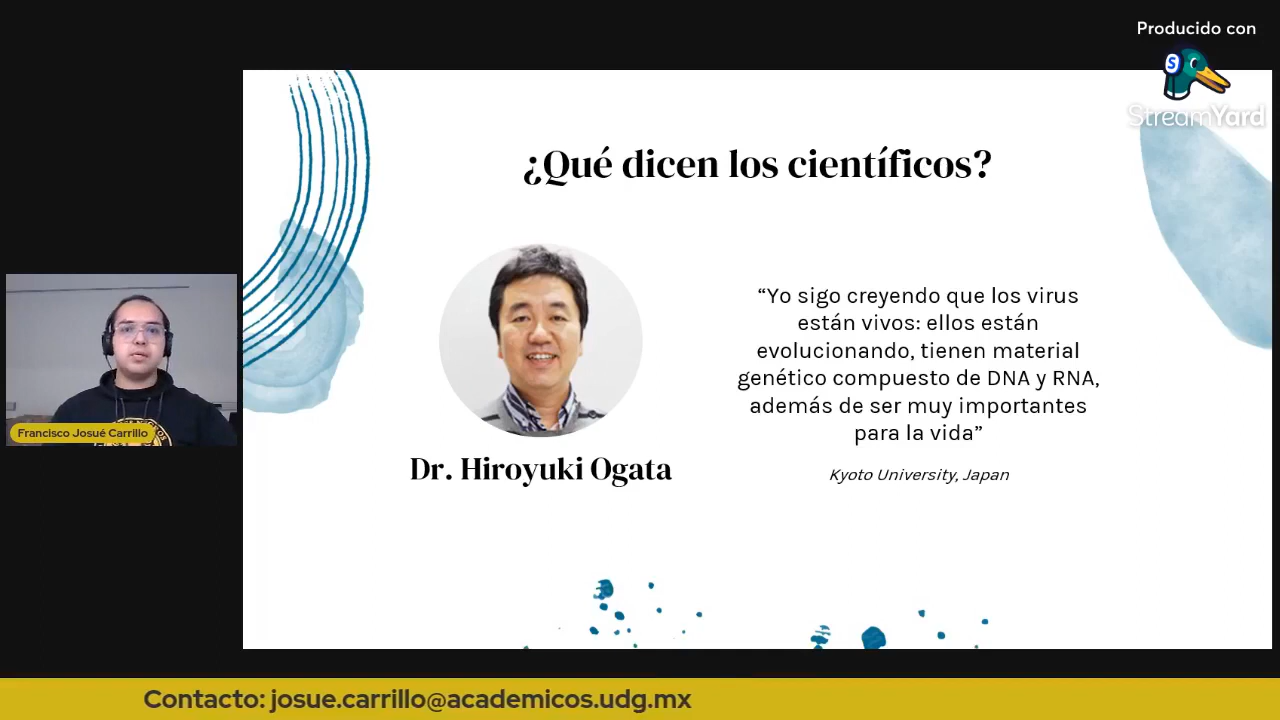 Producido con
StreamYard
¿Qué dicen los científicos?
“Yo sigo creyendo que los virus
están vivos: ellos están
evolucionando, tienen material
genético compuesto de DNA y RNA,
además de ser muy importantes
para la vida”
Kyoto University, Japan
Dr. Hiroyuki Ogata
Francisco Josué Carrillo
Contacto: josue.carrillo@academicos.udg.mx